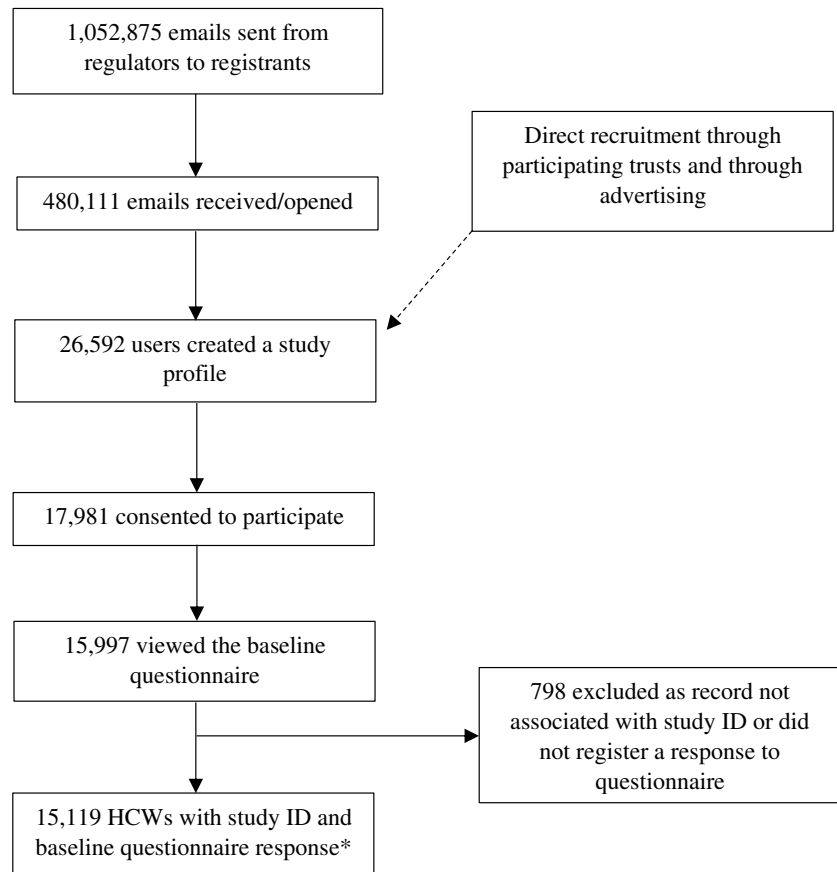 1,052,875 emails sent from
regulators to registrants
Direct recruitment through
participating trusts and through
advertising
480,111 emails received/opened
26,592 users created a study
profile
17,981 consented to participate
15,997 viewed the baseline
questionnaire
798 excluded as record not
associated with study ID or did
not register a response to
questionnaire
15,119 HCWs with study ID and
baseline questionnaire response*